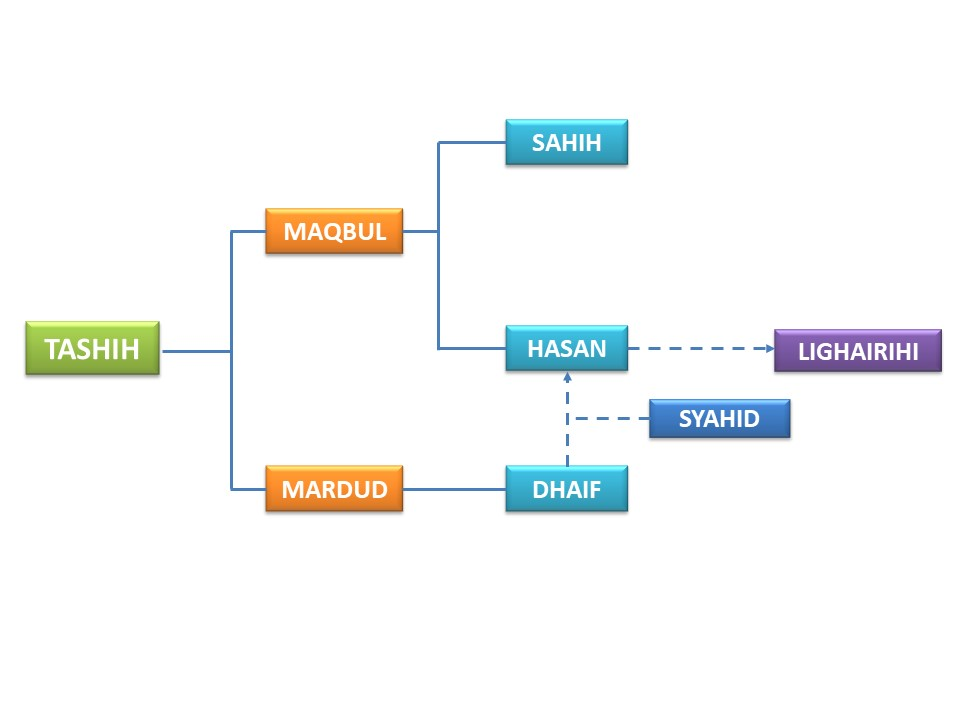 SAHIH
MAQBUL
TASHIH
HASAN
LIGHAIRIHI
SYAHID
MARDUD
DHAIF